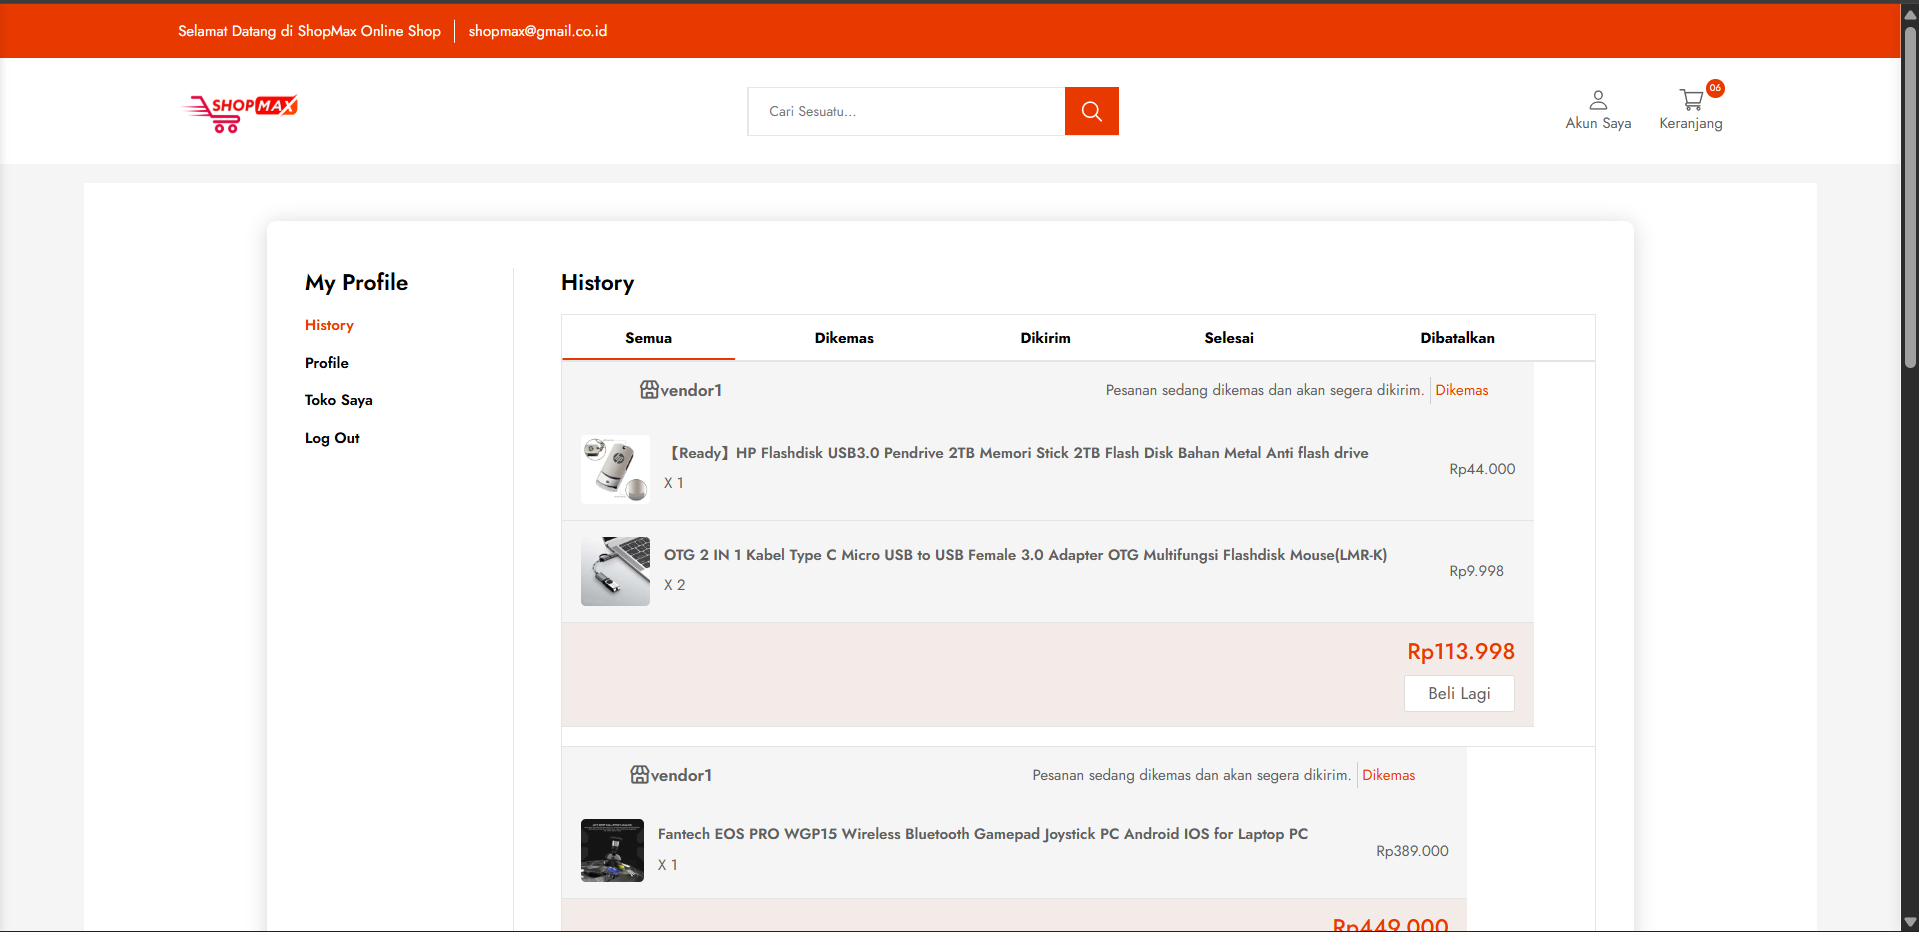 Selamat Datang di ShopMax Online Shop shopmax@gmail.co.id
SHOPMAX
Cari Sesuatu...
06
Akun Saya Keranjang
My Profile
History
Profile
Toko Saya
Log Out
History
Semua Dikemas Dikirim Selesai Dibatalkan
vendor1 Pesanan sedang dikemas dan akan segera dikirim. Dikemas
【Ready】HP Flashdisk USB3.0 Pendrive 2TB Memori Stick 2TB Flash Disk Bahan Metal Anti flash drive
X 1
Rp44.000
OTG 2 IN 1 Kabel Type C Micro USB to USB Female 3.0 Adapter OTG Multifungsi Flashdisk Mouse(LMR-K)
X 2
Rp9.998
Rp113.998
Beli Lagi
vendor1 Pesanan sedang dikemas dan akan segera dikirim. Dikemas
Fantech EOS PRO WGP15 Wireless Bluetooth Gamepad Joystick PC Android IOS for Laptop PC
X 1
Rp389.000
Rp449.000